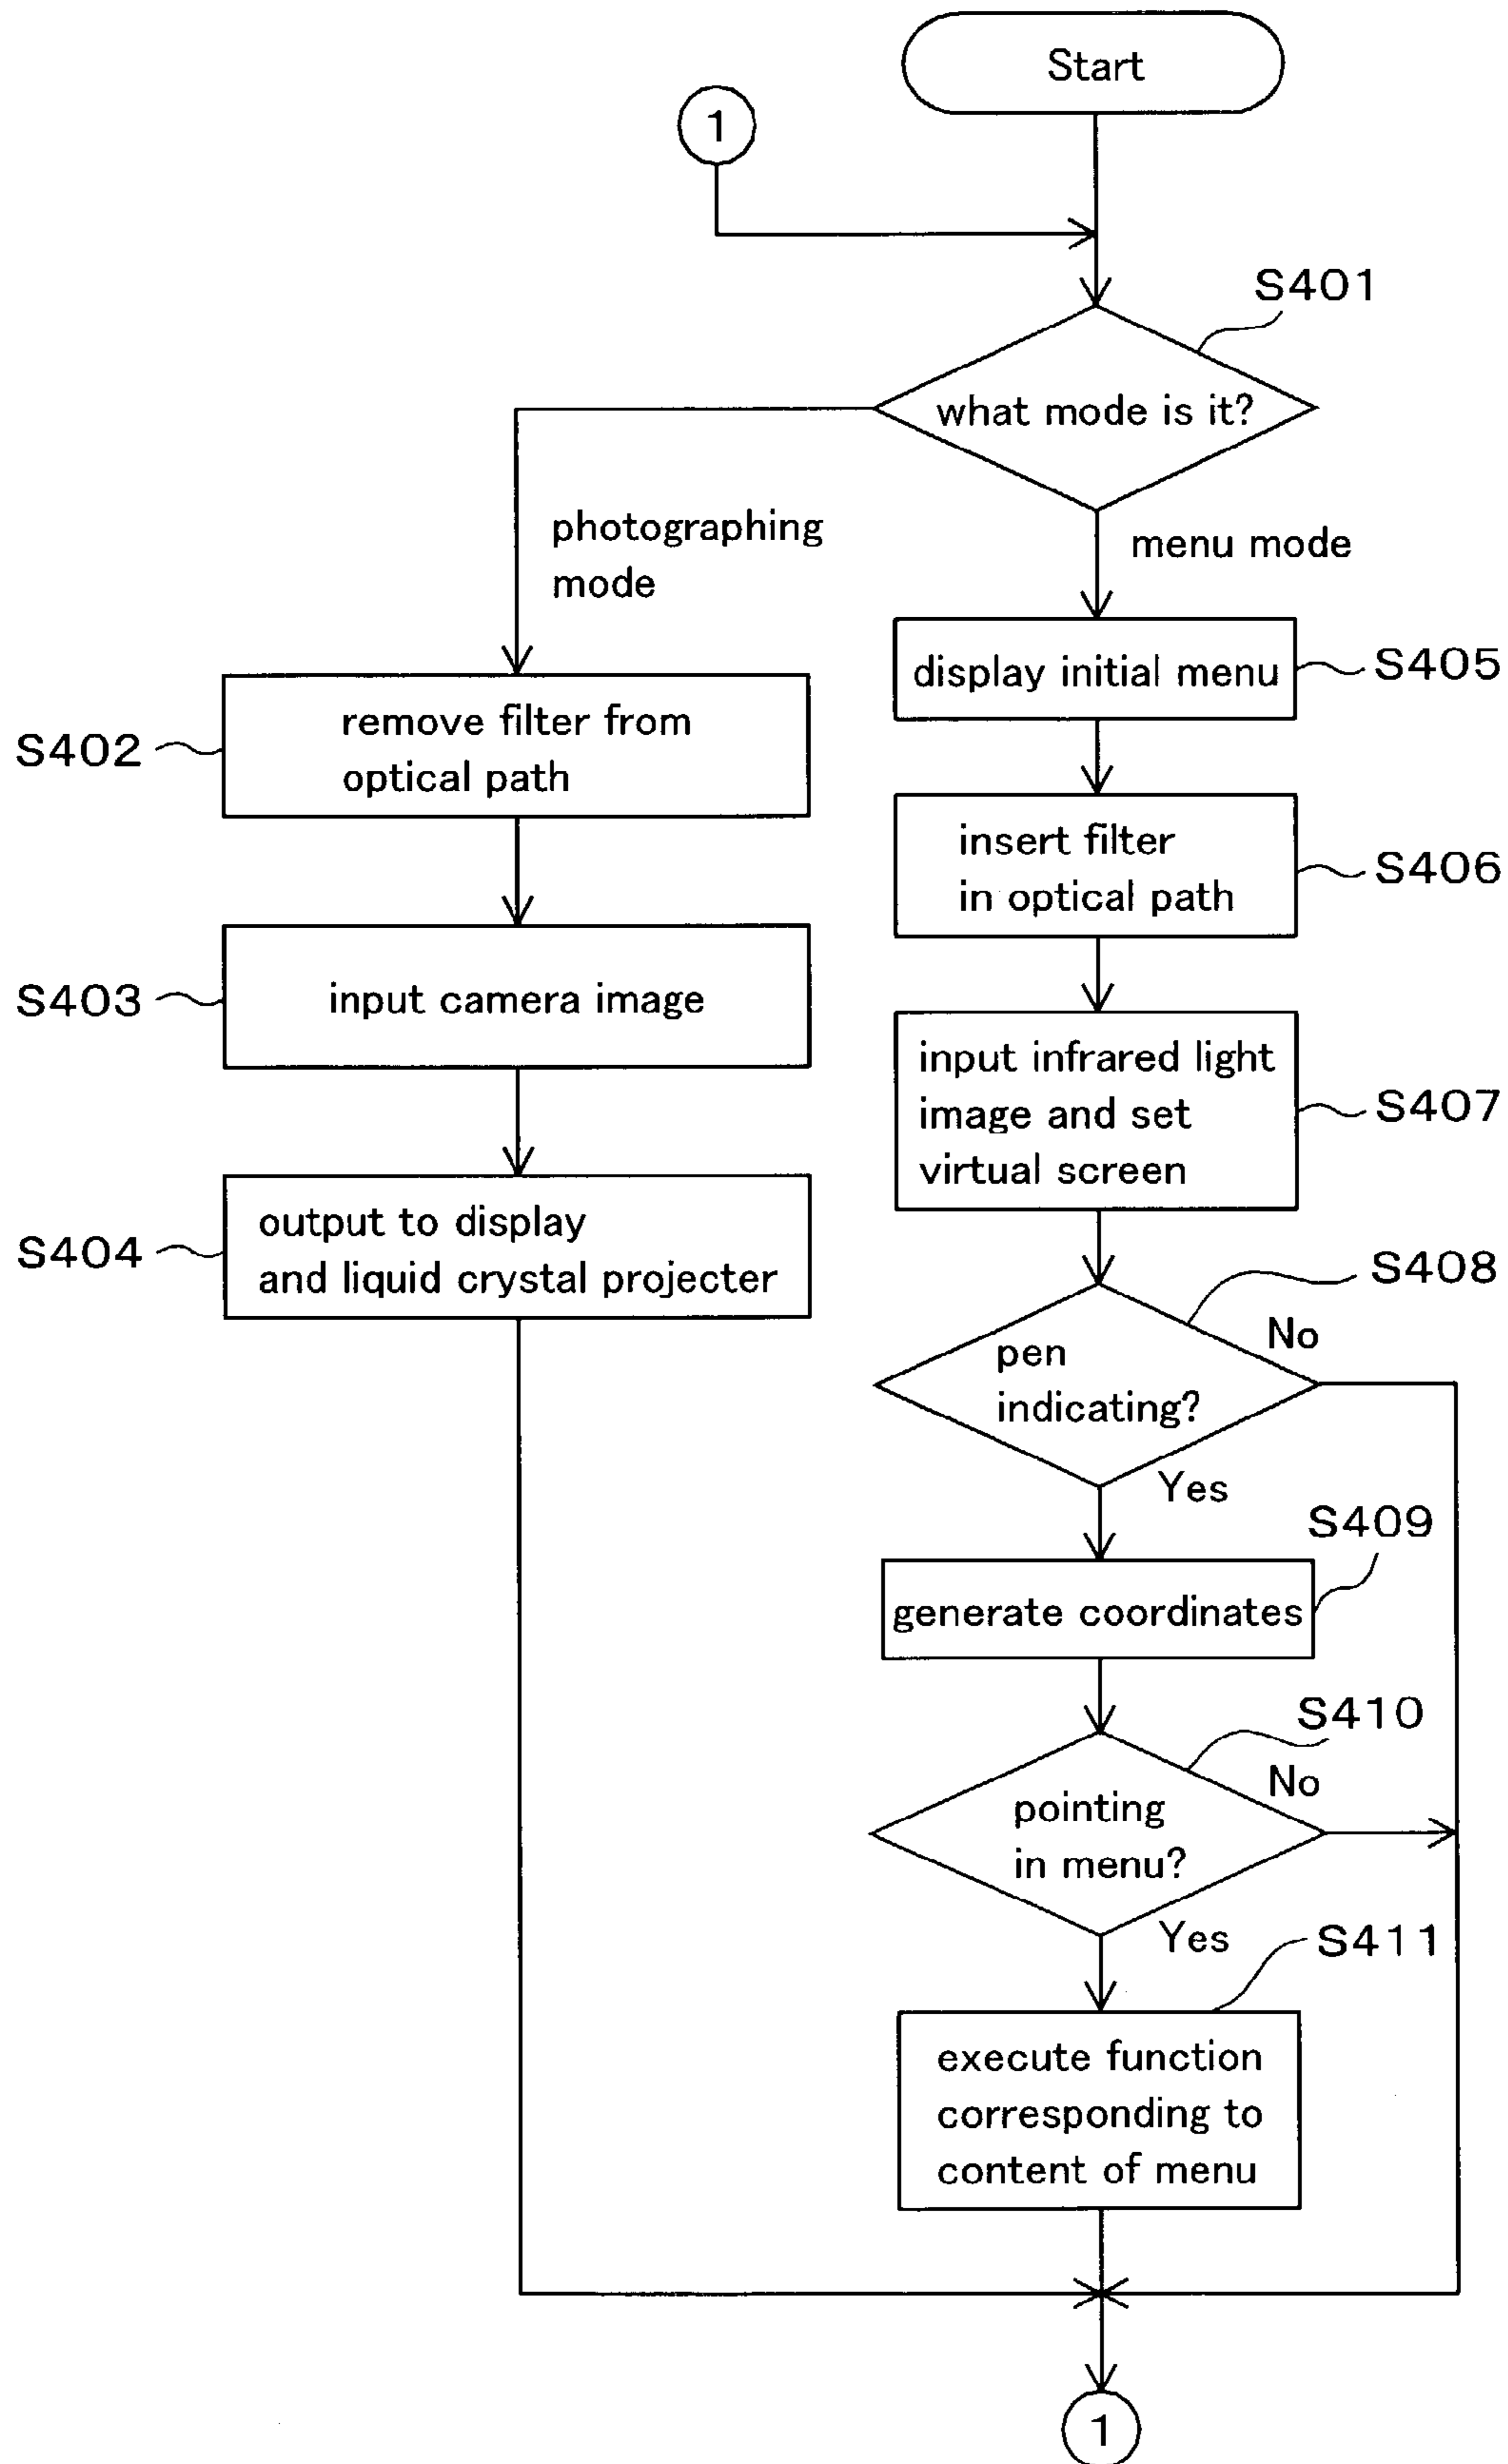 Start
1
S401
what mode is it?
photographing
mode
menu mode
S402
remove filter from
optical path
S403
input camera image
S404
output to display
and liquid crystal projecter
display initial menu
S405
insert filter
in optical path
S406
input infrared light
image and set
virtual screen
S407
S408
pen
indicating?
No
Yes
S409
generate coordinates
S410
pointing
in menu?
No
Yes
S411
execute function
corresponding to
content of menu
1